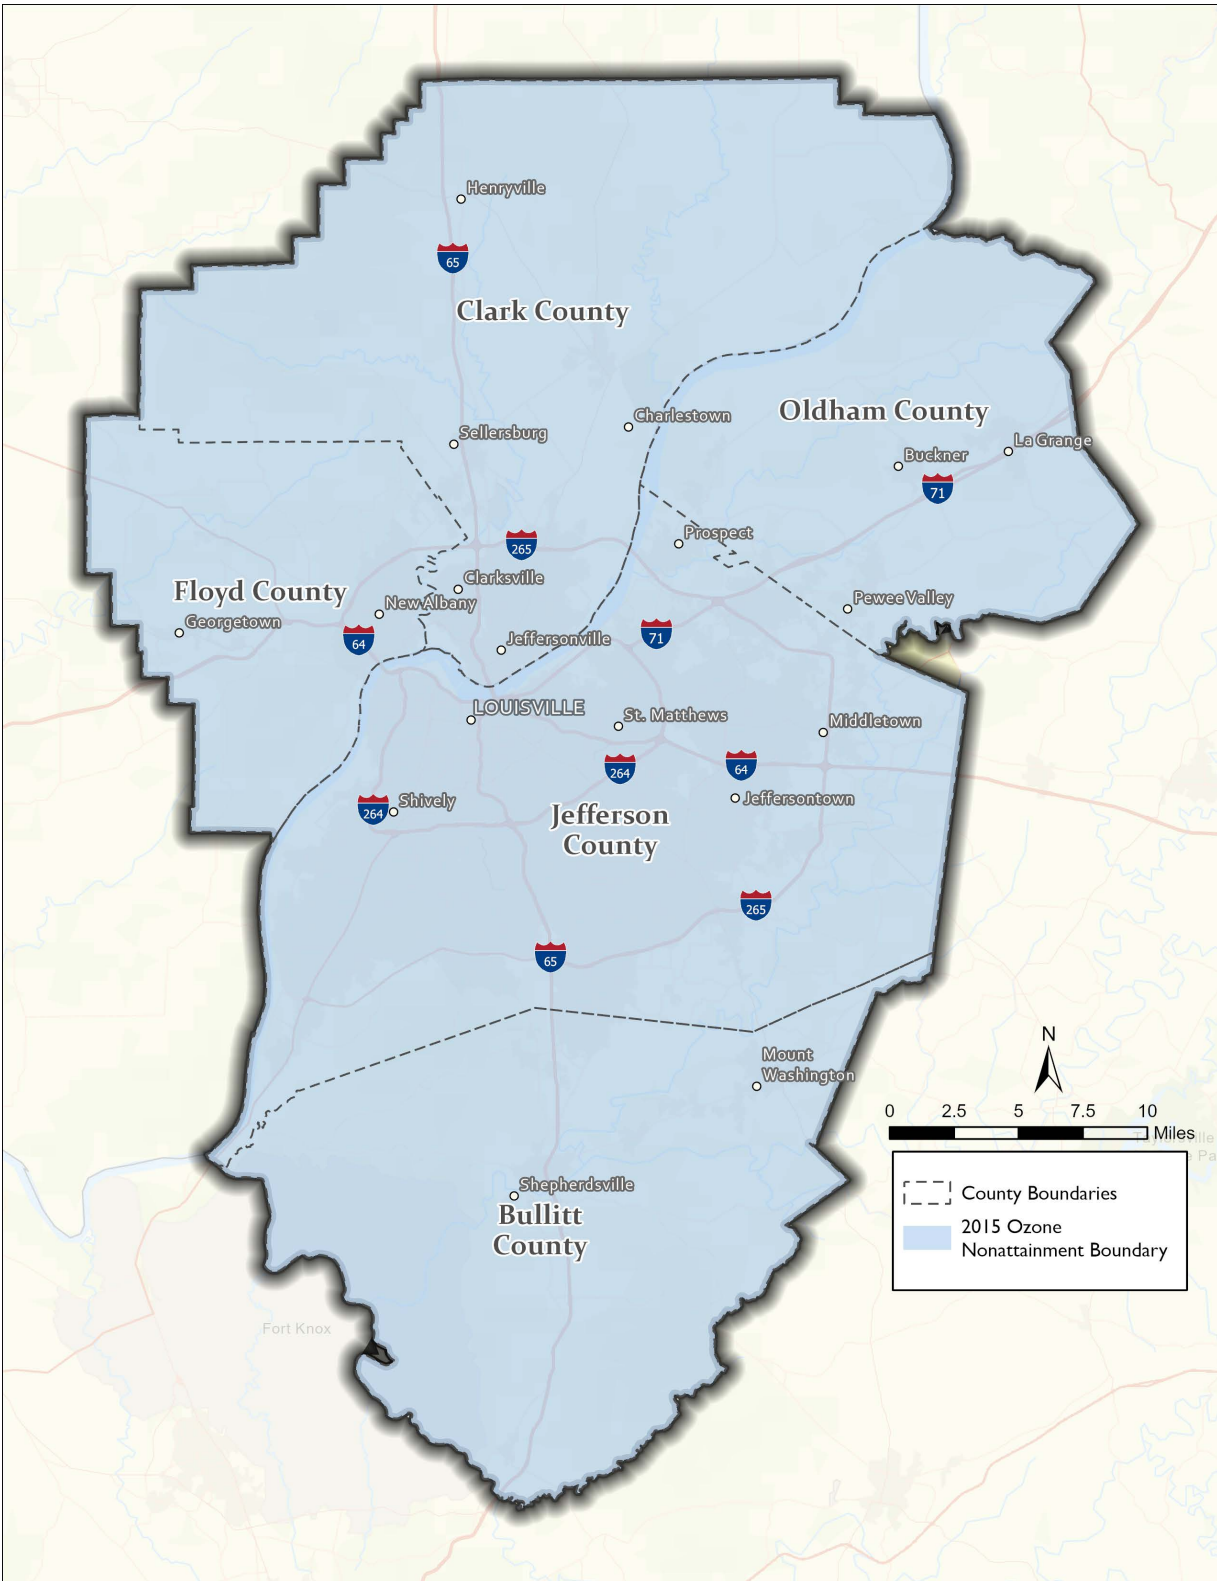 Henryville
65
Clark County
Charlestown
Oldham County
Sellersburg
La Grange
Buckner
71
Prospect
265
Clarksville
Floyd County
New Albany
Pewee Valley
Georgetown
64
Jeffersonville
71
LOUISVILLE
St. Matthews
Middletown
264
64
Jeffersontown
264
Shively
Jefferson
County
265
65
N
Mount
Washington
0 2.5 5 7.5 10
Miles
Shepherdsville
Bullitt
County
County Boundaries
2015 Ozone
Nonattainment Boundary
Fort Knox